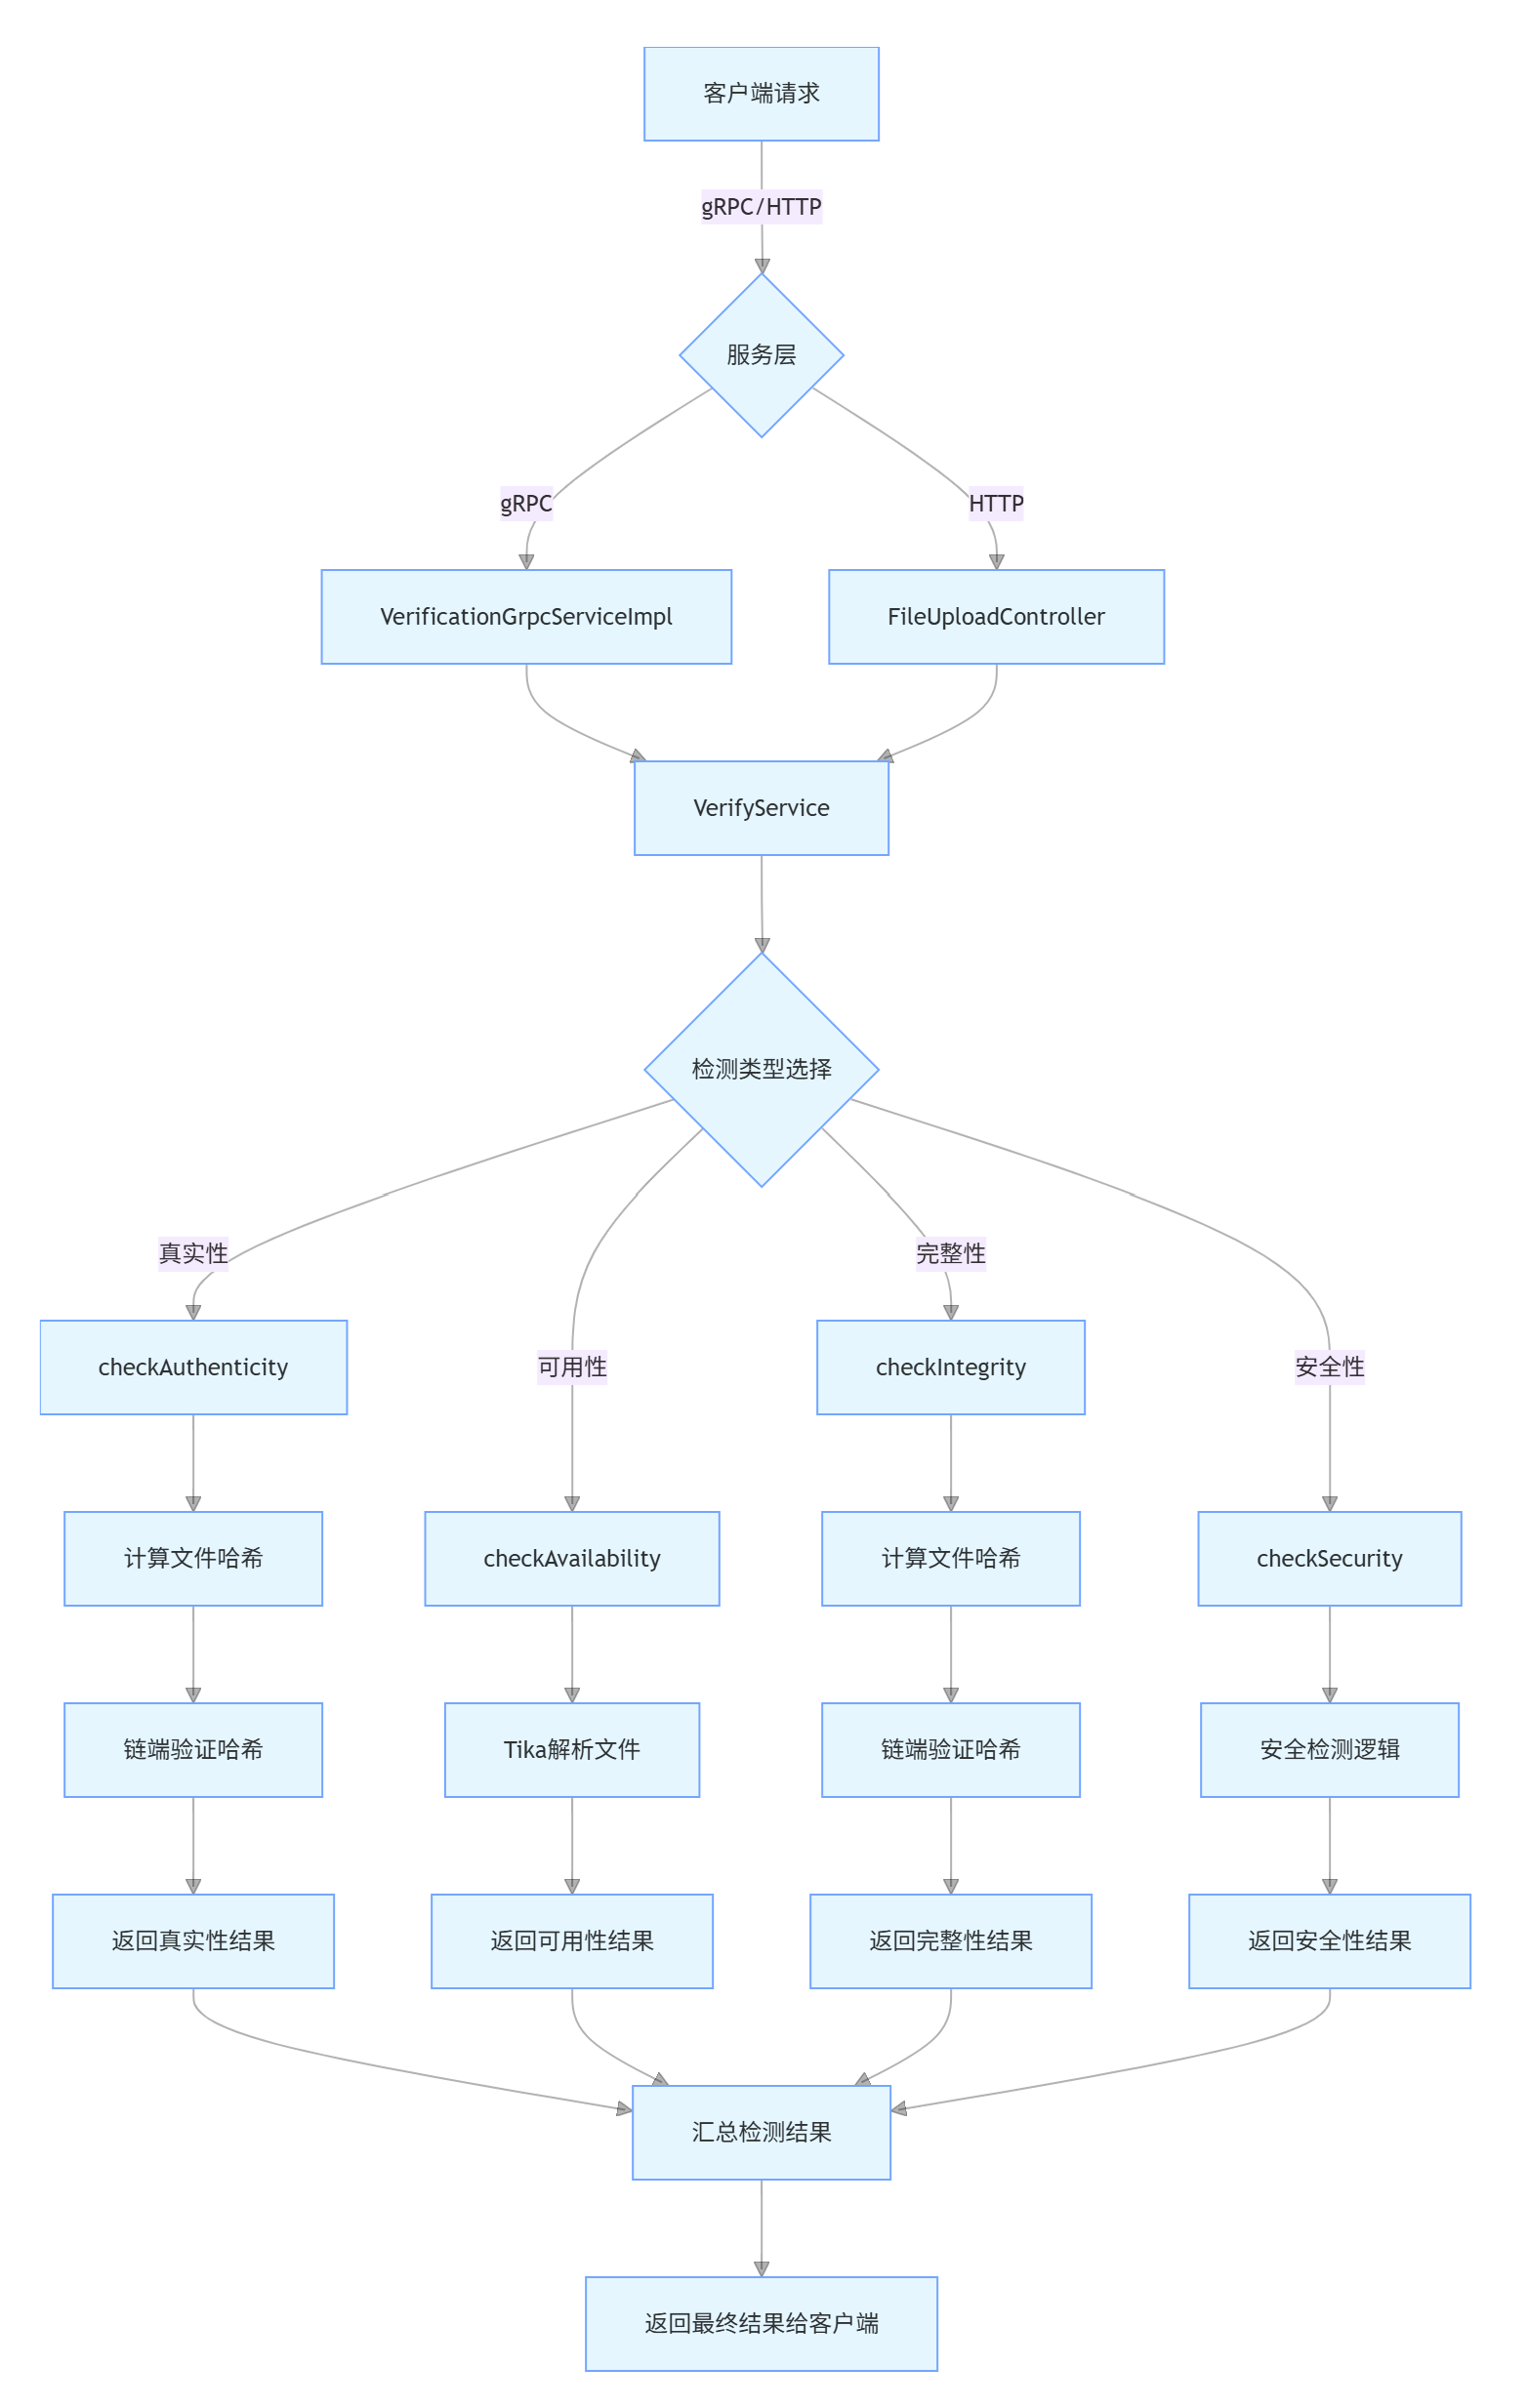 客户端请求
gRPC/HTTP
服务层
gRPC
HTTP
VerificationGrpcServiceImpl
FileUploadController
VerifyService
检测类型选择
真实性
完整性
checkAuthenticity
可用性
checkIntegrity
安全性
计算文件哈希
checkAvailability
计算文件哈希
checkSecurity
链端验证哈希
Tika解析文件
链端验证哈希
安全检测逻辑
返回真实性结果
返回可用性结果
返回完整性结果
返回安全性结果
汇总检测结果
返回最终结果给客户端